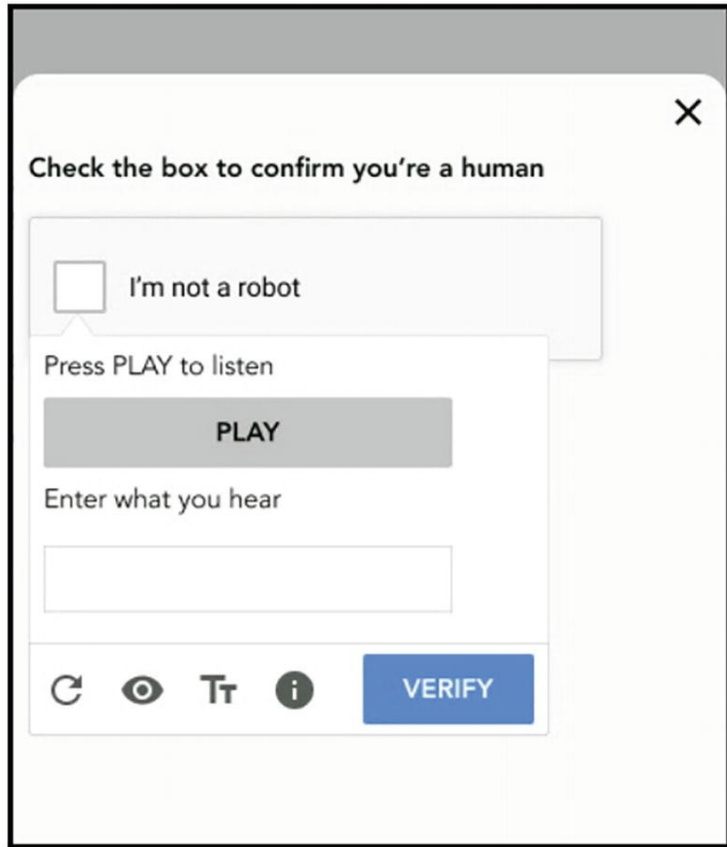 Check the box to confirm you're a human
I'm not a robot
Press PLAY to listen
PLAY
Enter what you hear
Tт
VERIFY